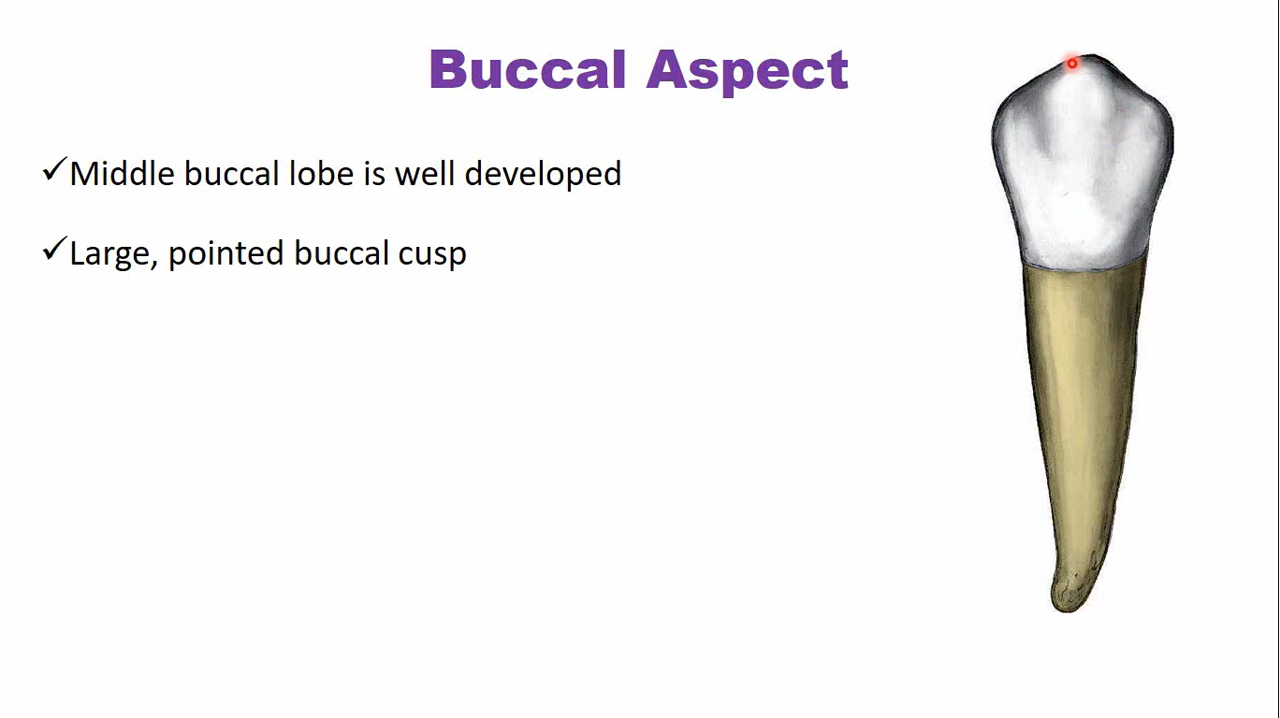 Buccal Aspect
✓Middle buccal lobe is well developed
✓Large, pointed buccal cusp